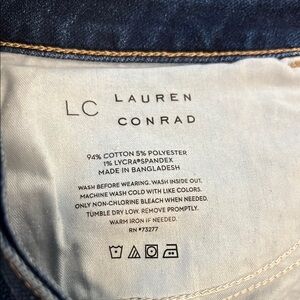 LC LAUREN
CONRAD
94% COTTON 5% POLYESTER
1% LYCRA®SPANDEX
MADE IN BANGLADESH
WASH BEFORE WEARING. WASH INSIDE OUT.
MACHINE WASH COLD WITH LIKE COLORS.
ONLY NON-CHLORINE BLEACH WHEN NEEDED.
TUMBLE DRY LOW. REMOVE PROMPTLY.
WARM IRON IF NEEDED.
RN #73277